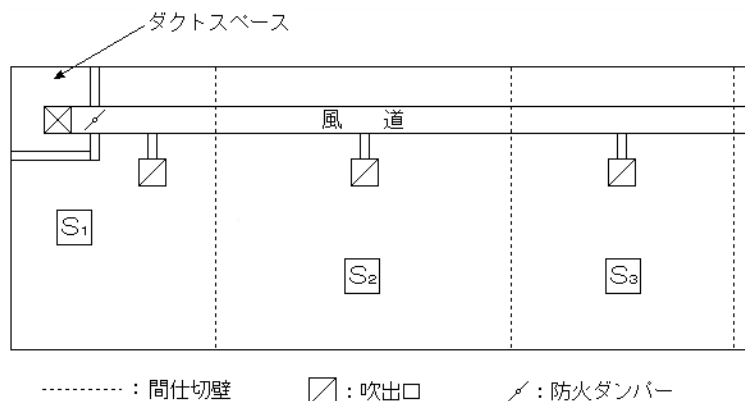 ダクトスペース
風 道
S₁
S₂
S₃
: 間仕切壁
: 吹出口
: 防火ダンパー